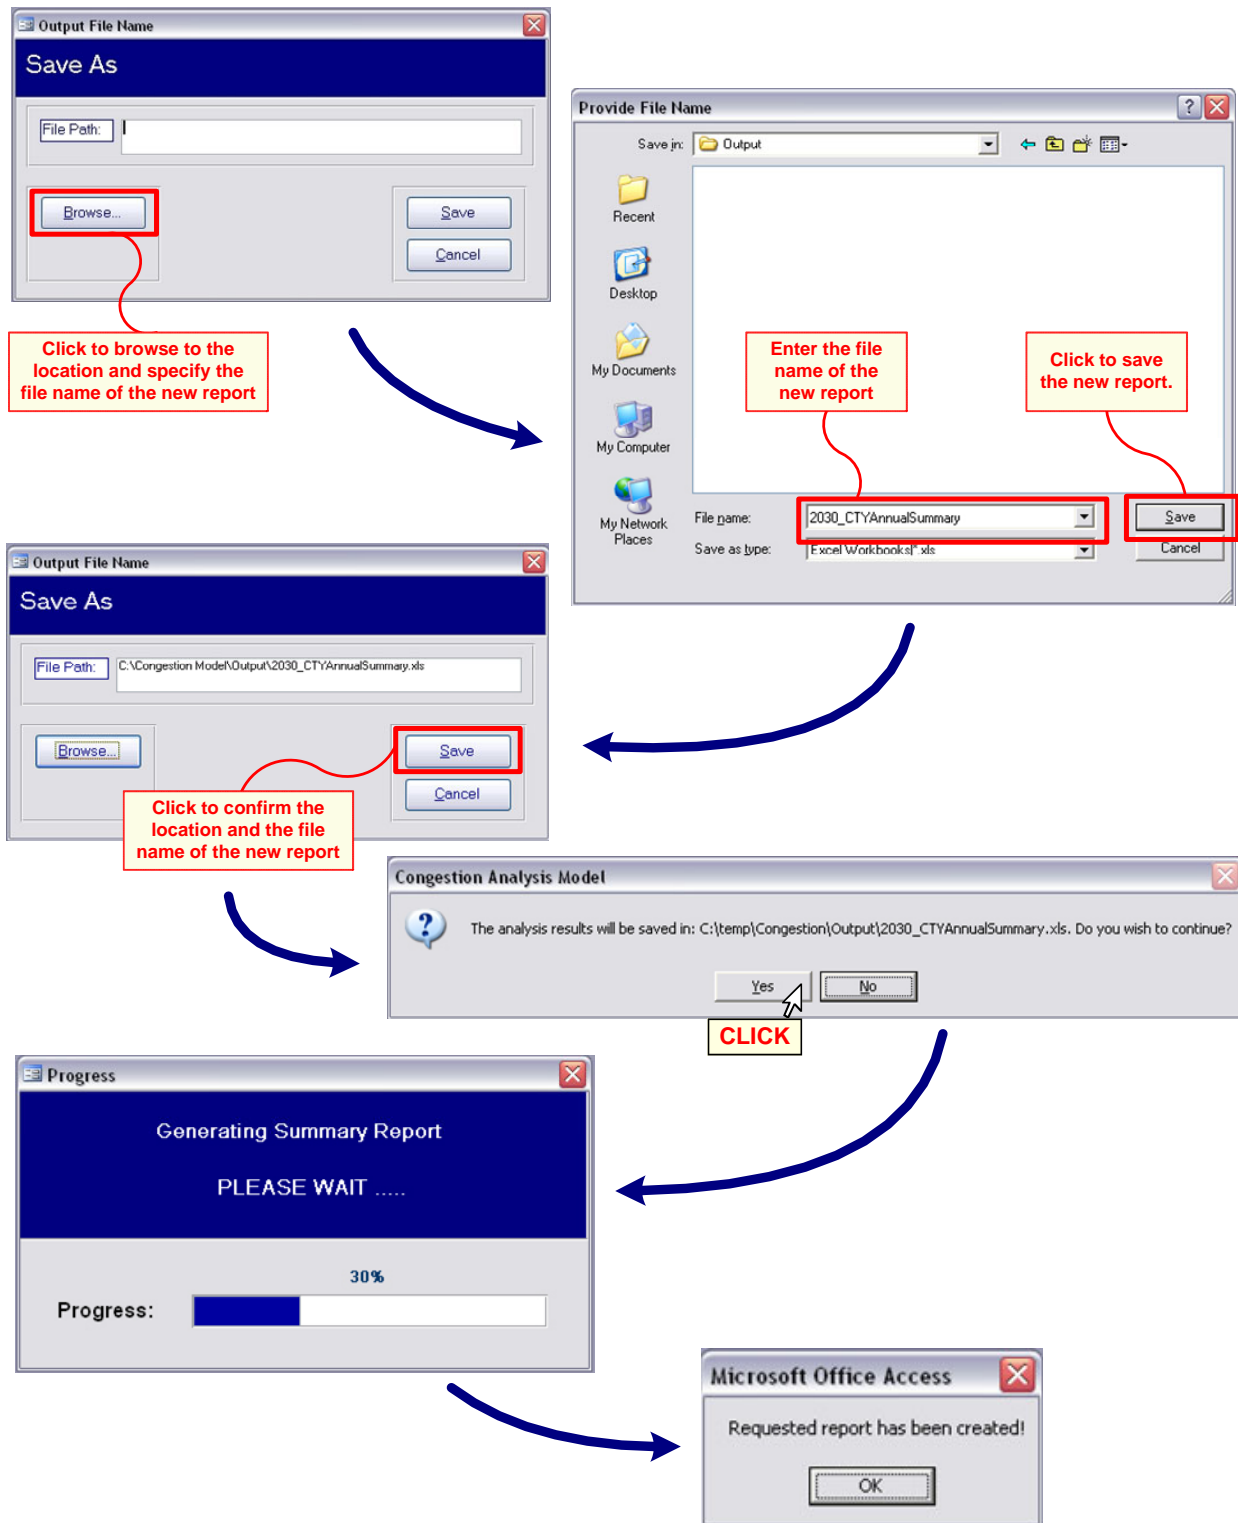 Output File Name
Save As
File Path:
Browse...
Save
Cancel
Click to browse to the
location and specify the
file name of the new report
Provide File Name
Save in:
Output
Recent
Desktop
My Documents
My Computer
My Network
Places
Enter the file
name of the
new report
Click to save
the new report.
File name:
2030_CTYAnnualSummary
Save
Save as type:
Excel Workbooks|*.xls
Cancel
Output File Name
Save As
File Path:
C:\Congestion Model\Output\2030_CTYAnnualSummary.xls
Browse...
Save
Cancel
Click to confirm the
location and the file
name of the new report
Congestion Analysis Model
The analysis results will be saved in: C:\temp\Congestion\Output\2030_CTYAnnualSummary.xls. Do you wish to continue?
Yes
No
CLICK
Progress
Generating Summary Report
PLEASE WAIT .....
30%
Progress:
Microsoft Office Access
Requested report has been created!
OK